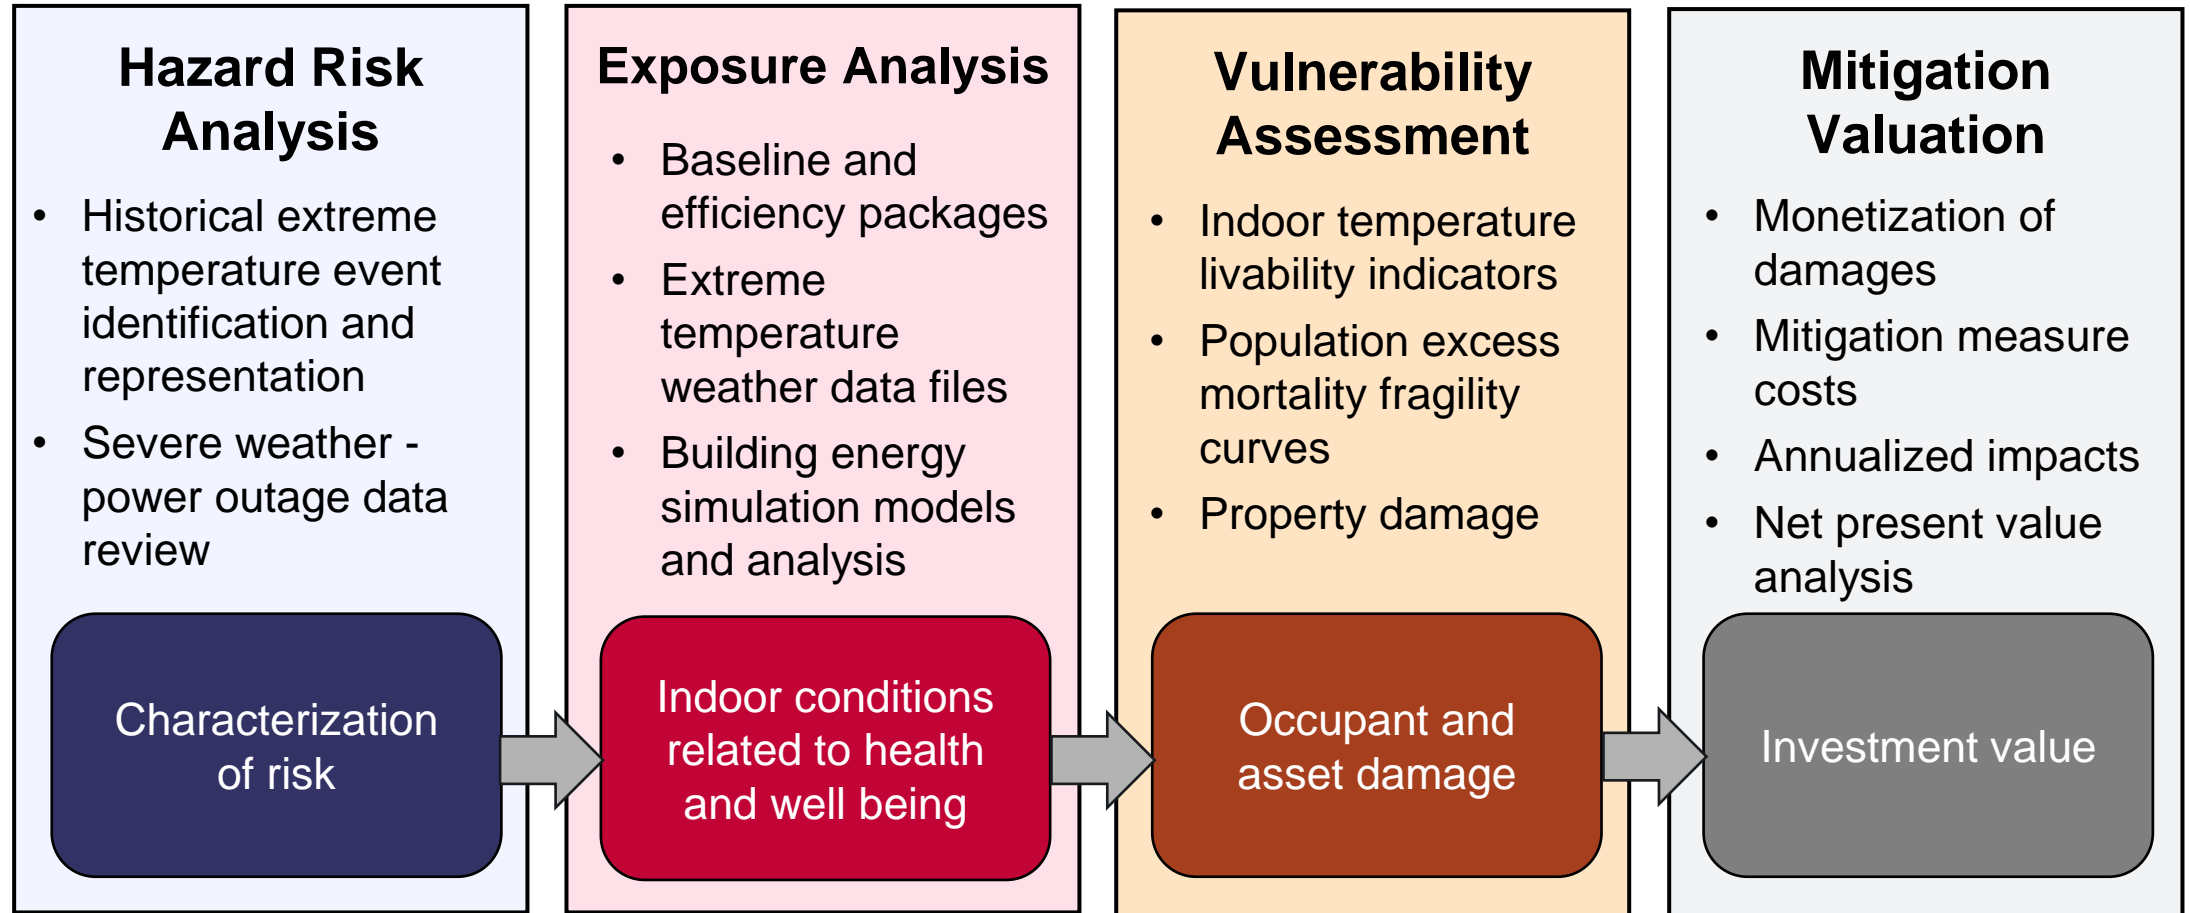 Hazard Risk
Analysis
• Historical extreme
temperature event
identification and
representation
• Severe weather -
power outage data
review
Characterization
of risk
Exposure Analysis
• Baseline and
efficiency packages
• Extreme
temperature
weather data files
• Building energy
simulation models
and analysis
Indoor conditions
related to health
and well being
Vulnerability
Assessment
• Indoor temperature
livability indicators
• Population excess
mortality fragility
curves
• Property damage
Occupant and
asset damage
Mitigation
Valuation
• Monetization of
damages
• Mitigation measure
costs
• Annualized impacts
• Net present value
analysis
Investment value